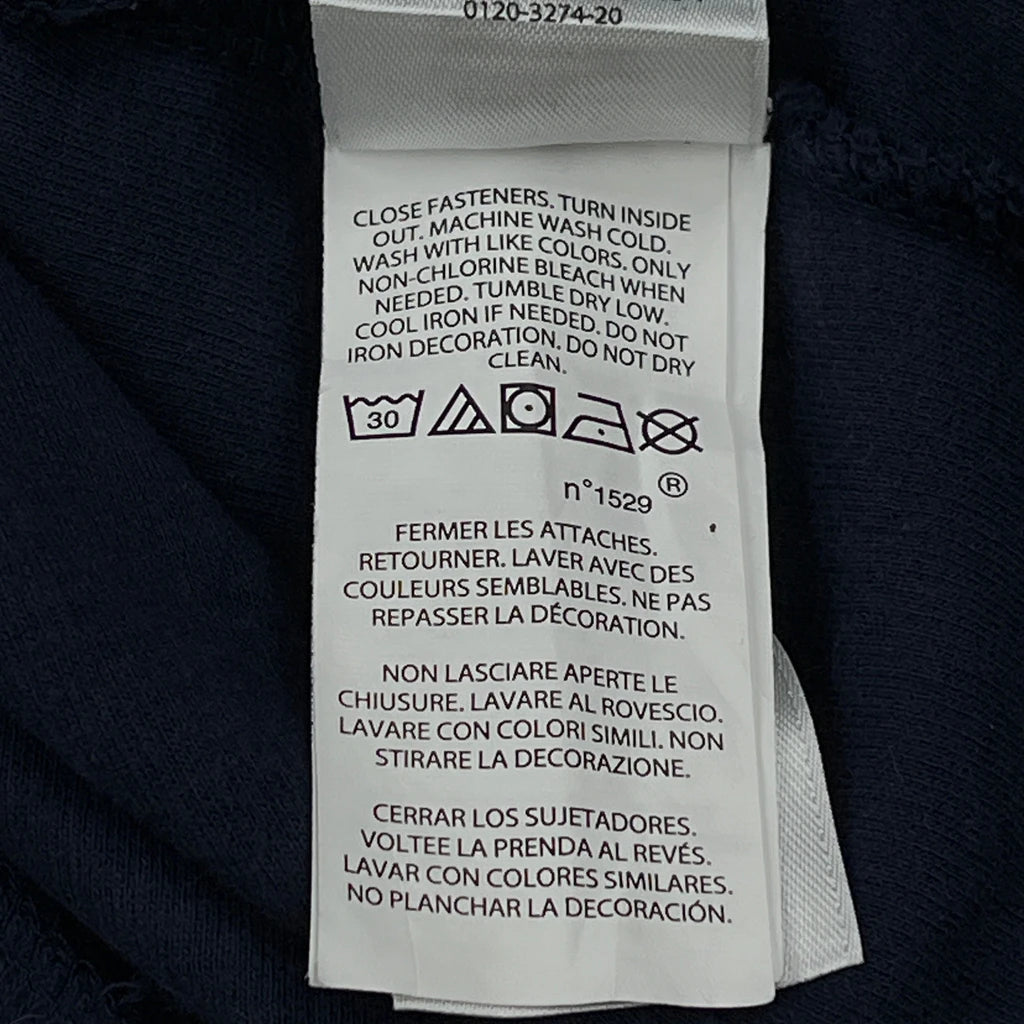 0120-3274-20
CLOSE FASTENERS. TURN INSIDE
OUT. MACHINE WASH COLD.
WASH WITH LIKE COLORS. ONLY
NON-CHLORINE BLEACH WHEN
NEEDED. TUMBLE DRY LOW.
COOL IRON IF NEEDED. DO NOT
IRON DECORATION. DO NOT DRY
CLEAN.
30
n°1529 ®
FERMER LES ATTACHES.
RETOURNER. LAVER AVEC DES
COULEURS SEMBLABLES. NE PAS
REPASSER LA DÉCORATION.
NON LASCIARE APERTE LE
CHIUSURE. LAVARE AL ROVESCIO.
LAVARE CON COLORI SIMILI. NON
STIRARE LA DECORAZIONE.
CERRAR LOS SUJETADORES.
VOLTEE LA PRENDA AL REVÉS.
LAVAR CON COLORES SIMILARES.
NO PLANCHAR LA DECORACIÓN.